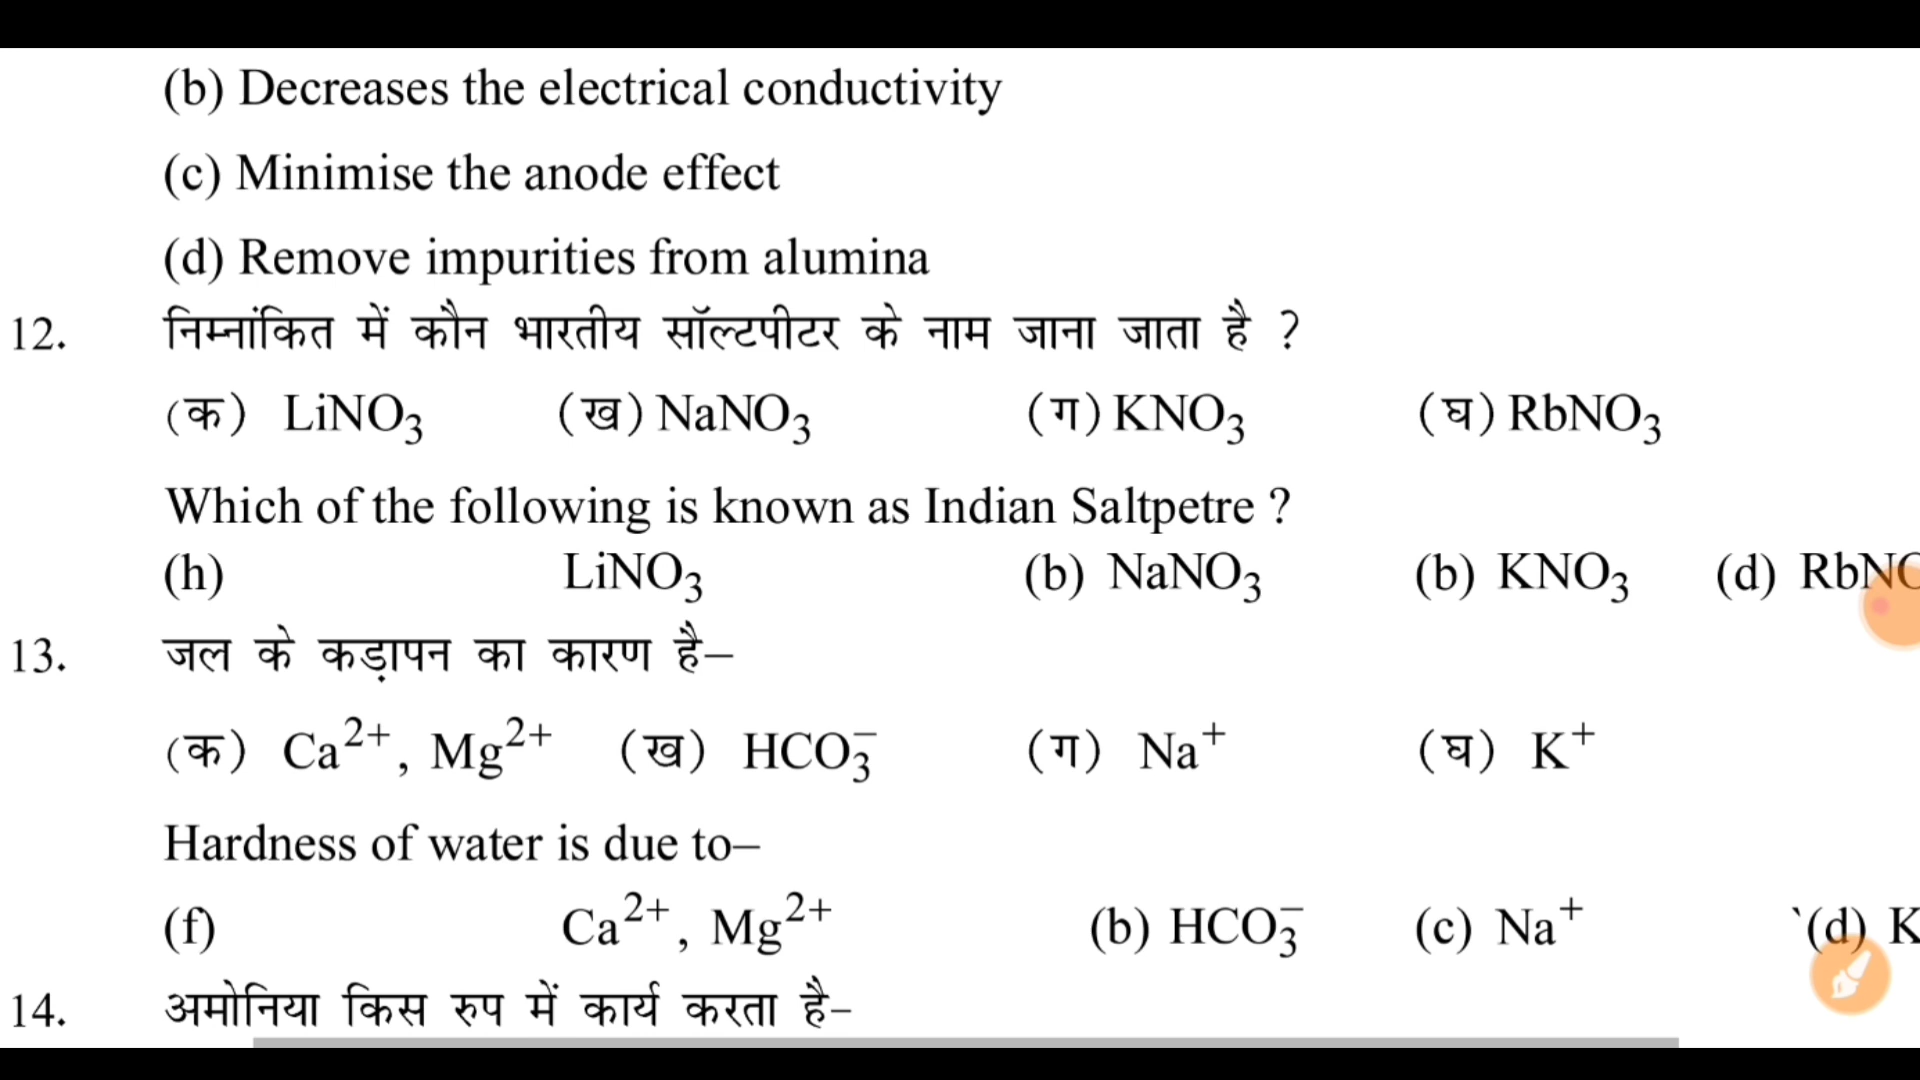 (b) Decreases the electrical conductivity
(c) Minimise the anode effect
(d) Remove impurities from alumina
12. निम्नांकित में कौन भारतीय सॉल्टपीटर के नाम जाना जाता है ?
(क) LiNO₃ (ख) NaNO₃ (ग) KNO₃ (घ) RbNO₃
Which of the following is known as Indian Saltpetre ?
(h) LiNO₃ (b) NaNO₃ (b) KNO₃ (d)
13. जल के कड़ापन का कारण है–
(क) Ca²⁺, Mg²⁺ (ख) HCO₃⁻ (ग) Na⁺ (घ) K⁺
Hardness of water is due to–
(f) Ca²⁺, Mg²⁺ (b) HCO₃⁻ (c) Na⁺ `(d) K
14. अमोनिया किस रुप में कार्य करता है–